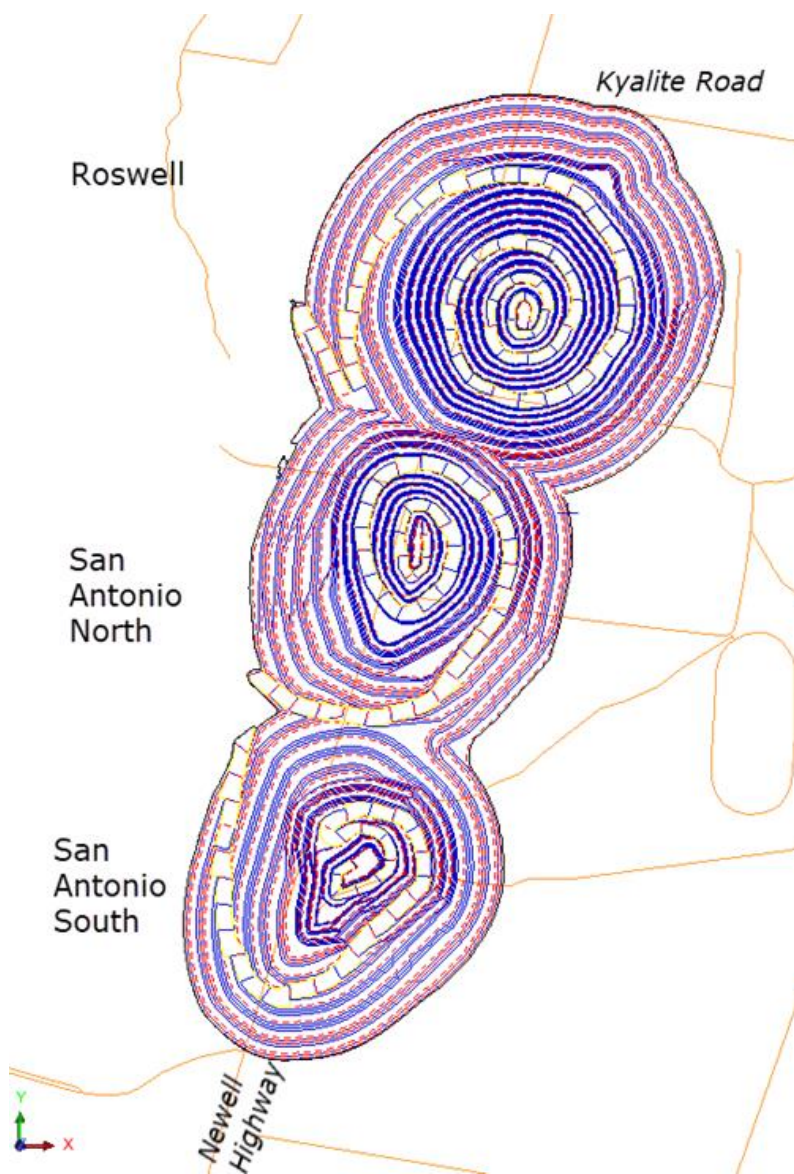 Kyalite Road
Roswell
San
Antonio
North
San
Antonio
South
Newell
Highway
Y
X